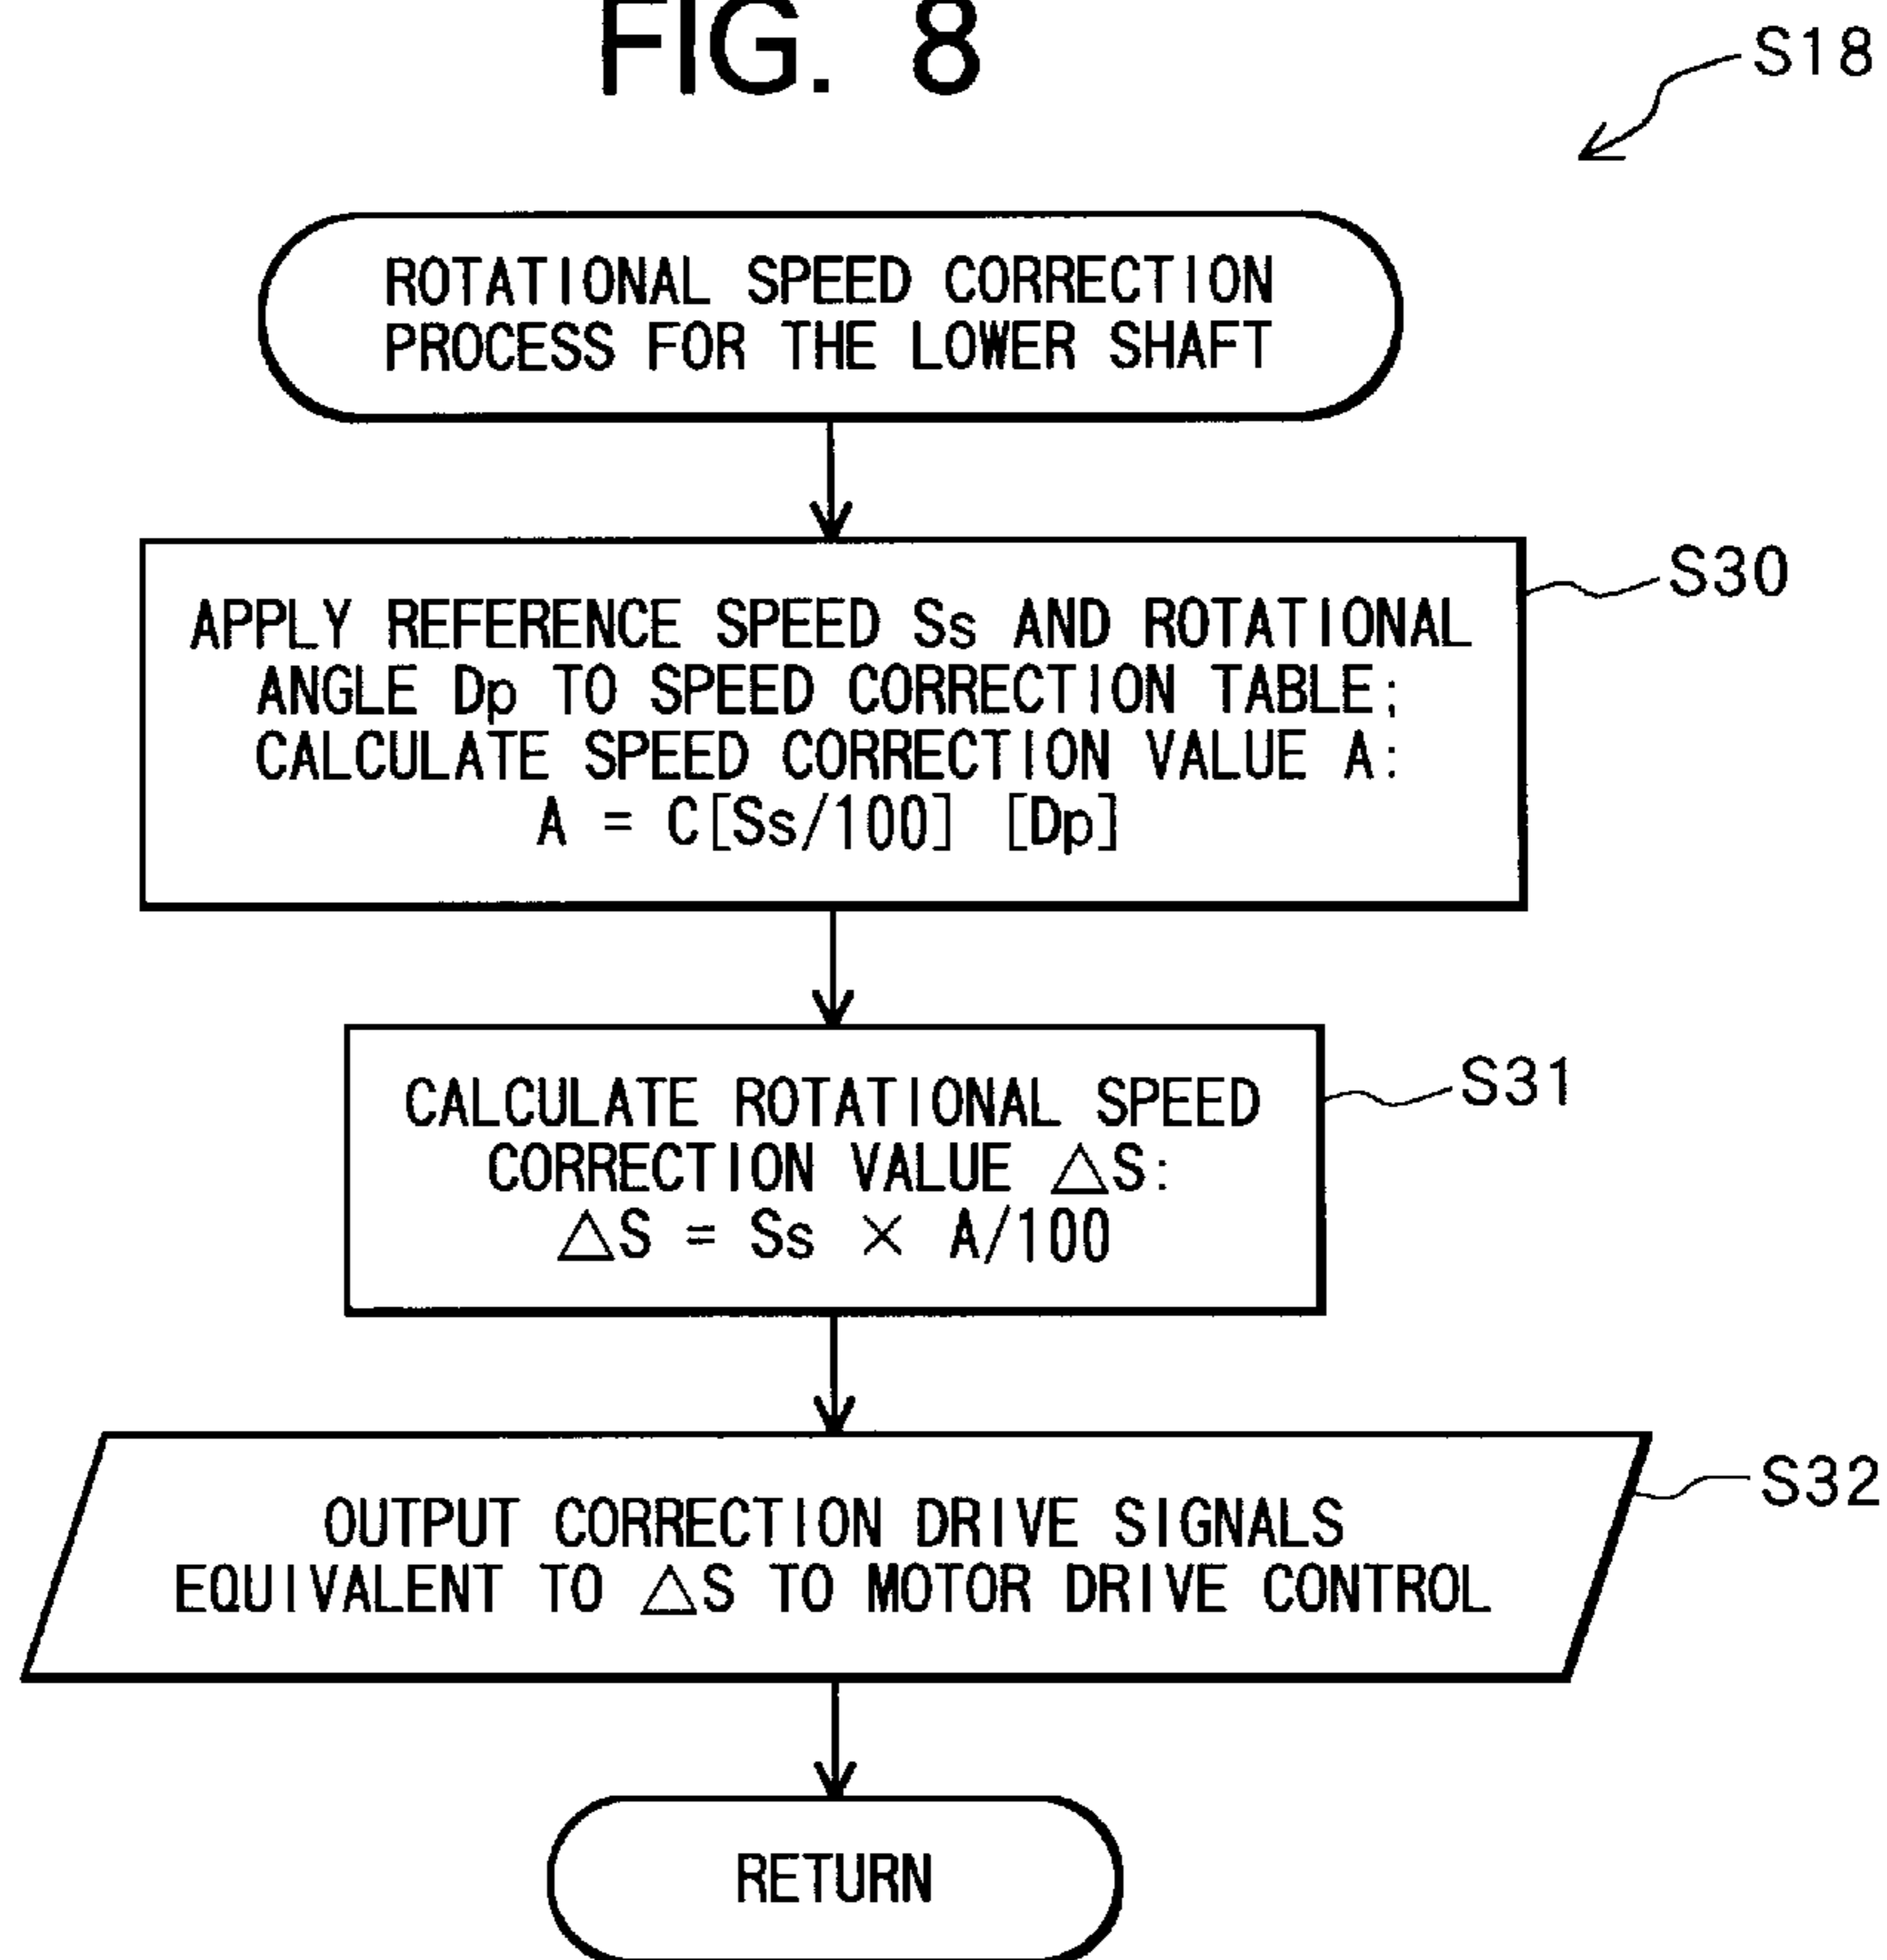 FIG. 8
S18
ROTATIONAL SPEED CORRECTION
PROCESS FOR THE LOWER SHAFT
S30
APPLY REFERENCE SPEED Ss AND ROTATIONAL
ANGLE Dp TO SPEED CORRECTION TABLE;
CALCULATE SPEED CORRECTION VALUE A:
A = C[Ss/100] [Dp]
S31
CALCULATE ROTATIONAL SPEED
CORRECTION VALUE △S:
△S = Ss × A/100
S32
OUTPUT CORRECTION DRIVE SIGNALS
EQUIVALENT TO △S TO MOTOR DRIVE CONTROL
RETURN